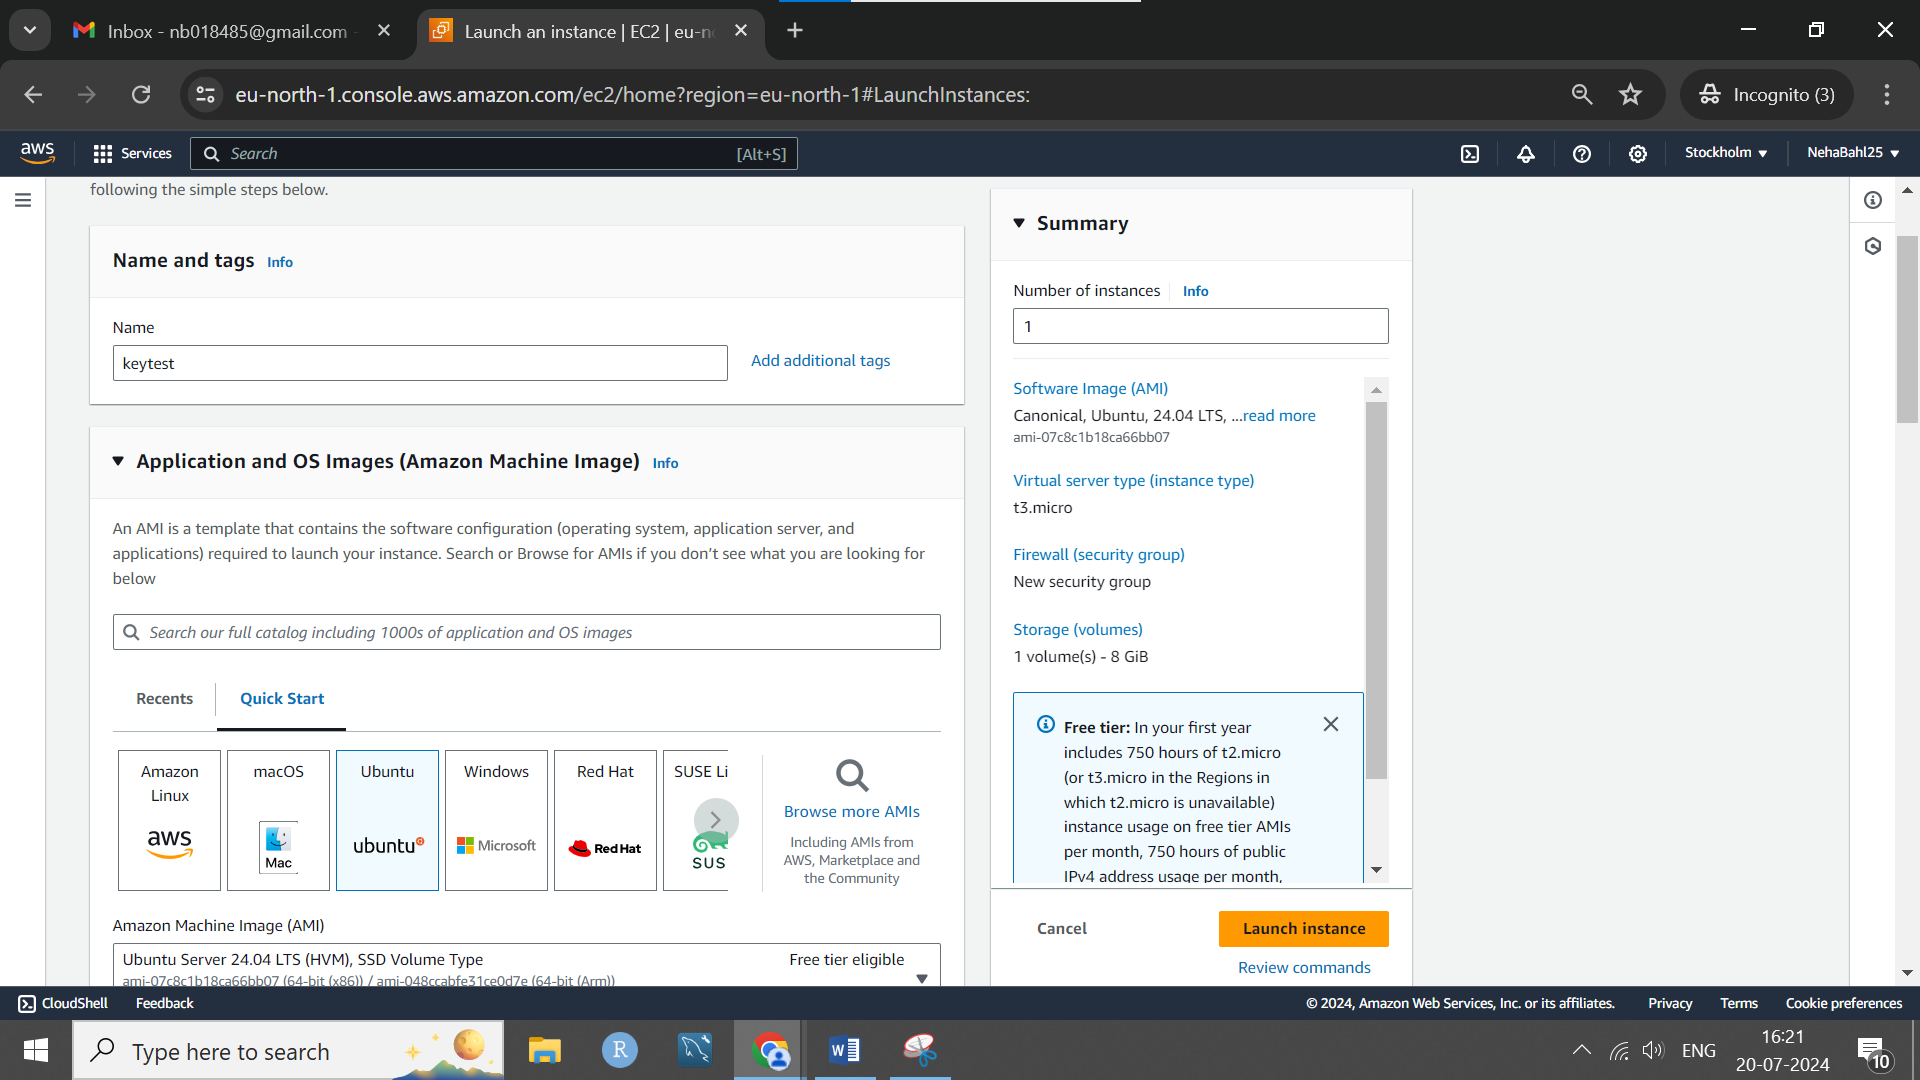 Inbox - nb018485@gmail.com -
Launch an instance | EC2 | eu-no
eu-north-1.console.aws.amazon.com/ec2/home?region=eu-north-1#LaunchInstances:
Incognito (3)
aws
Services
Search
[Alt+S]
Stockholm
NehaBahl25
following the simple steps below.
Name and tags Info
Name
keytest
Add additional tags
Application and OS Images (Amazon Machine Image) Info
An AMI is a template that contains the software configuration (operating system, application server, and
applications) required to launch your instance. Search or Browse for AMIs if you don't see what you are looking for
below
Search our full catalog including 1000s of application and OS images
Recents
Quick Start
Amazon
Linux
aws
macOS
Mac
Ubuntu
ubuntu
Windows
Microsoft
Red Hat
Red Hat
SUSE Li
SUS
Browse more AMIs
Including AMIs from
AWS, Marketplace and
the Community
Amazon Machine Image (AMI)
Ubuntu Server 24.04 LTS (HVM), SSD Volume Type
Free tier eligible
ami-07c8c1b18ca66bb07 (64-bit (x86)) / ami-048ccabfe31ce0d7e (64-bit (Arm))
Summary
Number of instances Info
1
Software Image (AMI)
Canonical, Ubuntu, 24.04 LTS, ...read more
ami-07c8c1b18ca66bb07
Virtual server type (instance type)
t3.micro
Firewall (security group)
New security group
Storage (volumes)
1 volume(s) - 8 GiB
Free tier: In your first year
includes 750 hours of t2.micro
(or t3.micro in the Regions in
which t2.micro is unavailable)
instance usage on free tier AMIs
per month, 750 hours of public
IPv4 address usage per month,
Cancel
Launch instance
Review commands
CloudShell
Feedback
© 2024, Amazon Web Services, Inc. or its affiliates.
Privacy
Terms
Cookie preferences
Type here to search
R
W
ENG
16:21
20-07-2024
10